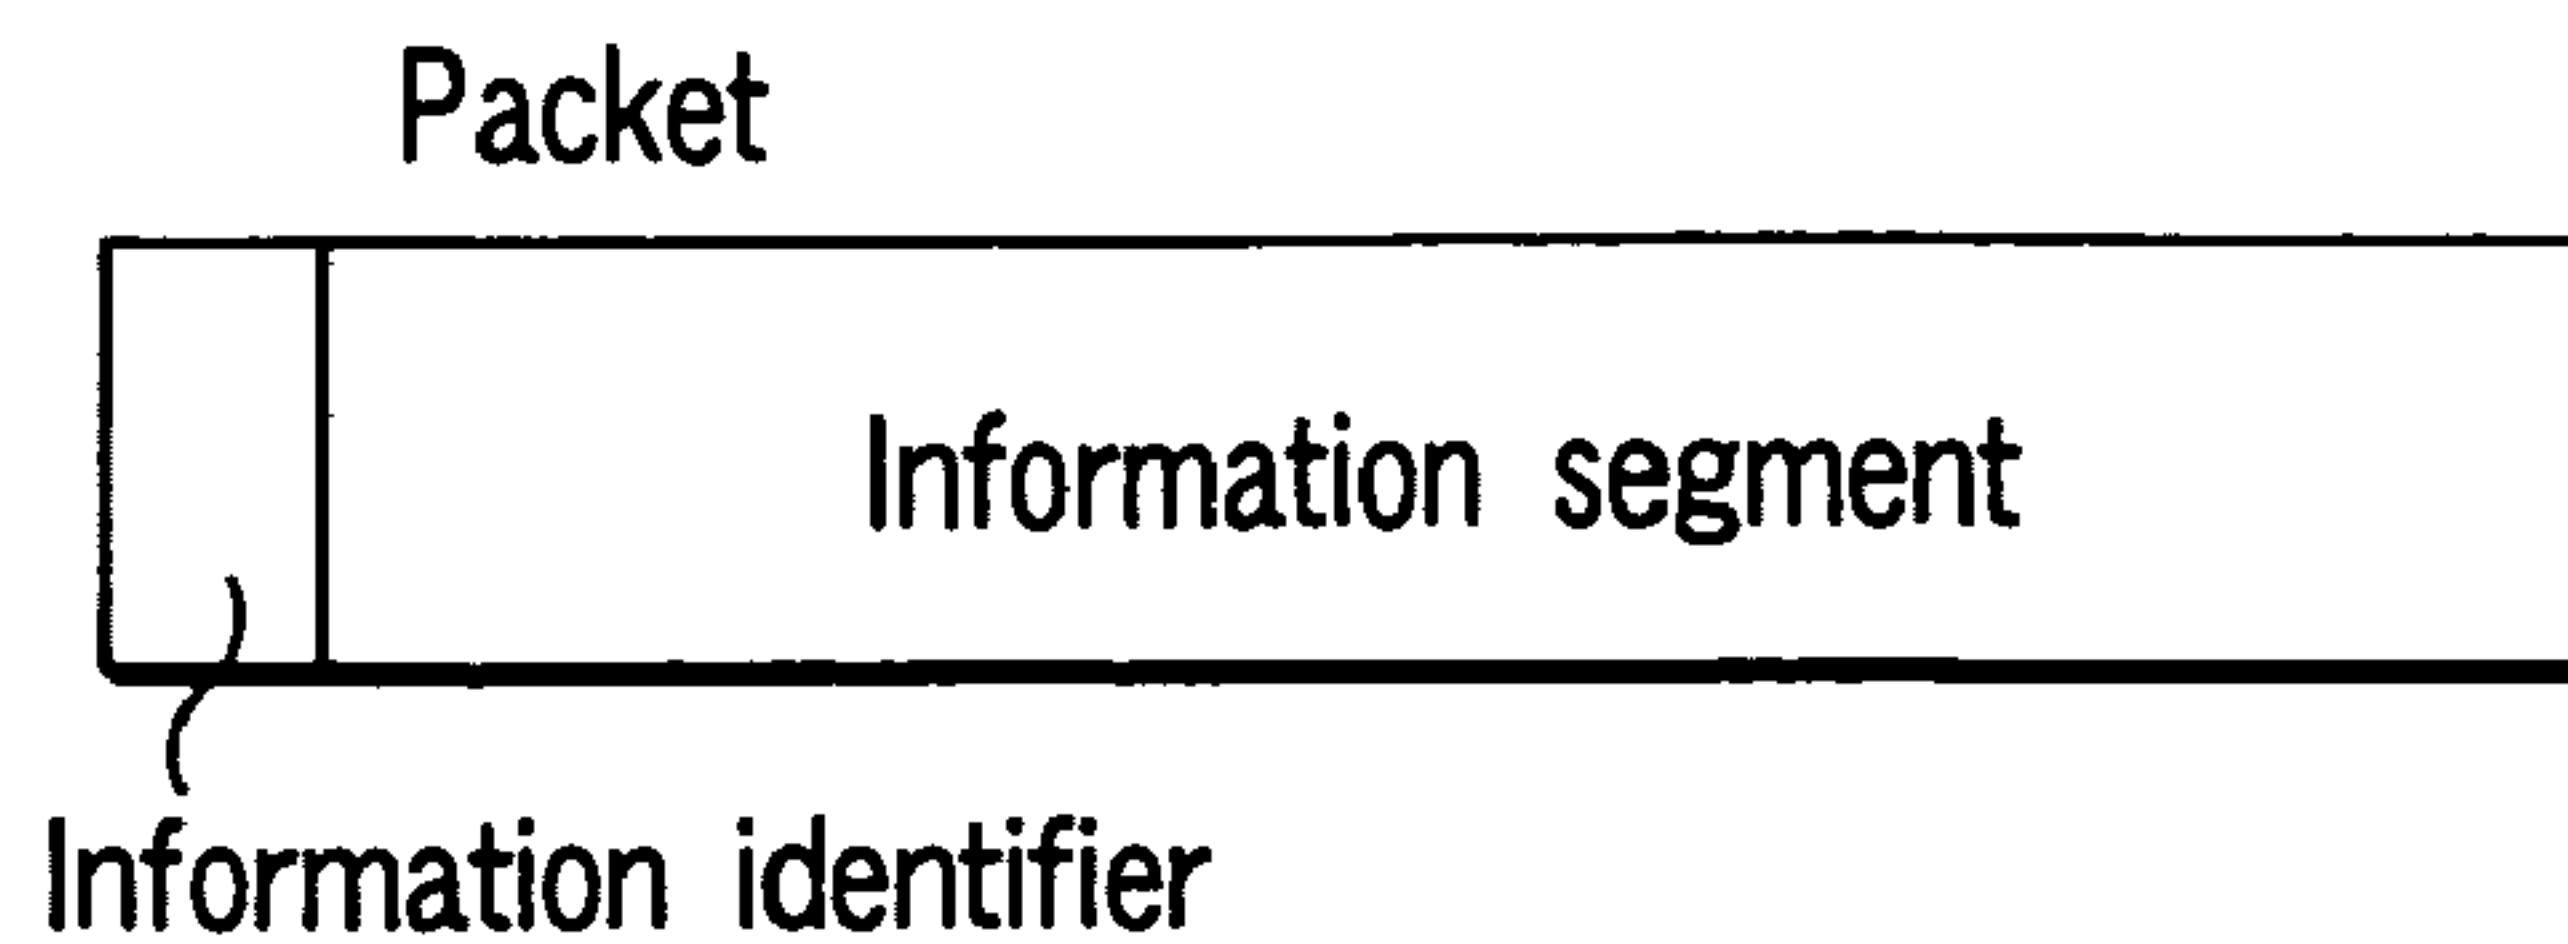 Packet
Information segment
Information identifier